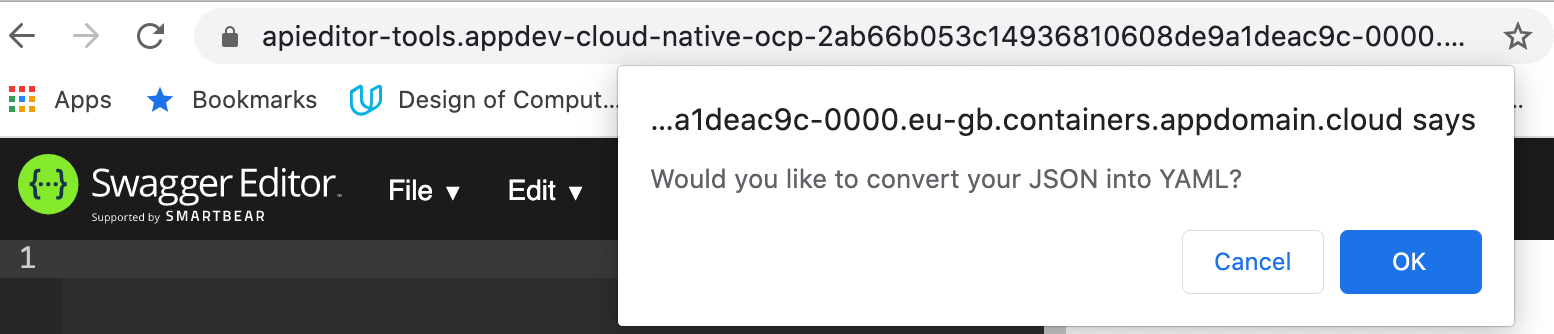 apieditor-tools.appdev-cloud-native-ocp-2ab66b053c14936810608de9a1deac9c-0000....
Apps
Bookmarks
Design of Comput...
...a1deac9c-0000.eu-gb.containers.appdomain.cloud says
Would you like to convert your JSON into YAML?
Cancel
OK
{...}
Swagger Editor
Supported by SMARTBEAR
File ▼
Edit ▼
1